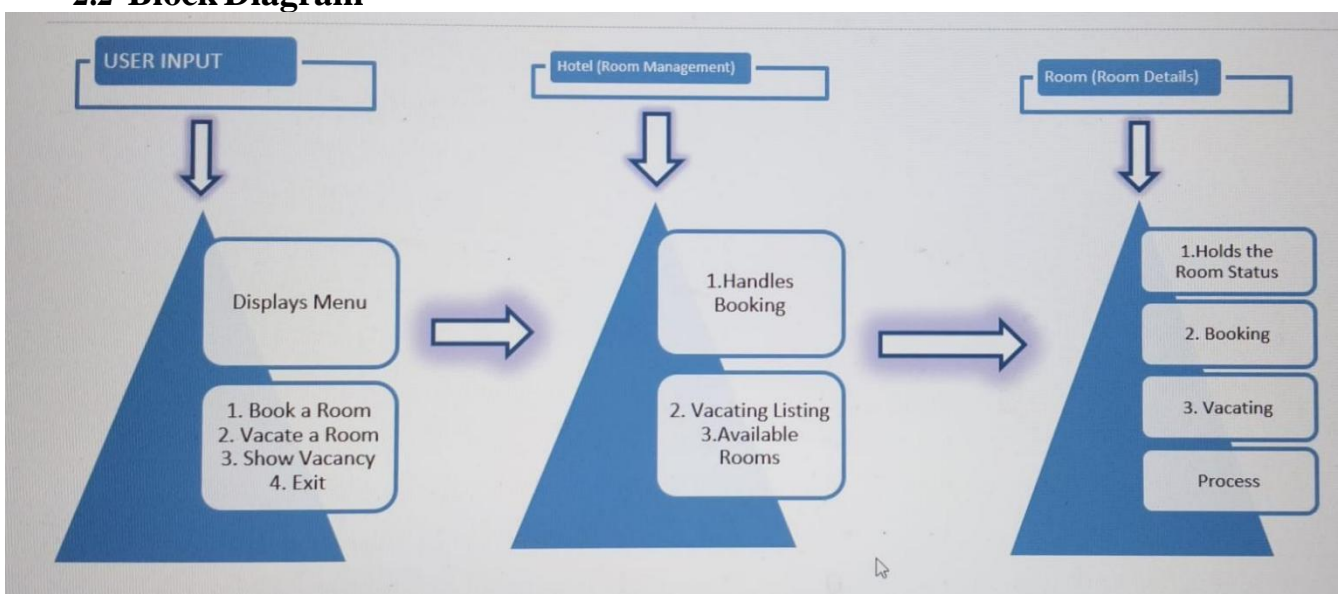 2.2 Block Diagram
USER INPUT
Displays Menu
1. Book a Room
2. Vacate a Room
3. Show Vacancy
4. Exit
Hotel (Room Management)
1.Handles
Booking
2. Vacating Listing
3.Available
Rooms
Room (Room Details)
1.Holds the
Room Status
2. Booking
3. Vacating
Process